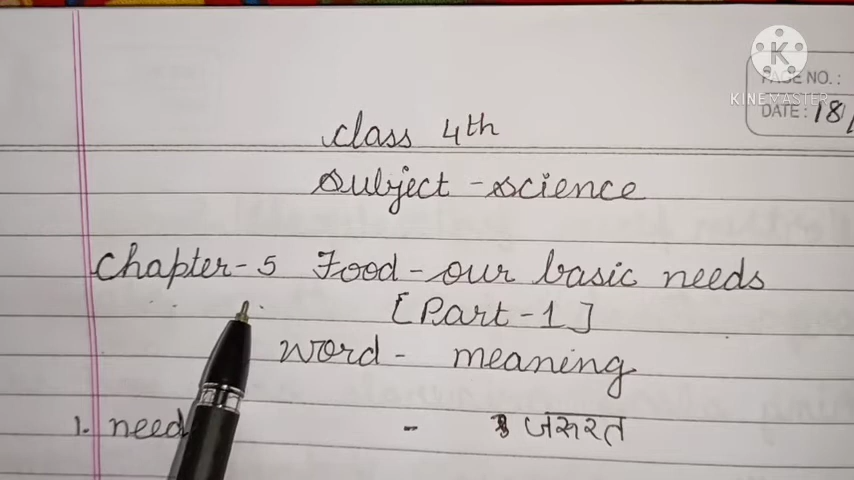 K
KINEMASTER
PAGE NO.:
DATE: 18/
Class 4th
Subject - science
Chapter - 5 Food - our basic needs
[Part - 1]
Word - meaning
1. need - जरूरत